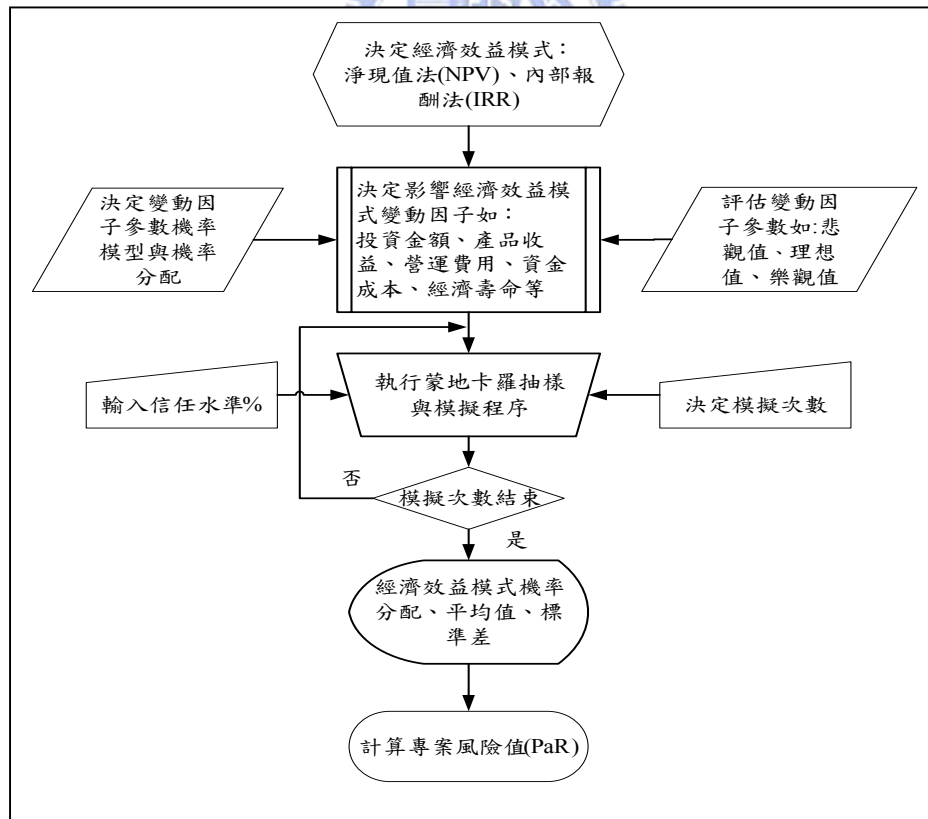 決定經濟效益模式：
淨現值法(NPV)、內部報
酬法(IRR)
決定變動因
子參數機率
模型與機率
分配
決定影響經濟效益模
式變動因子如：
投資金額、產品收
益、營運費用、資金
成本、經濟壽命等
評估變動因
子參數如:悲
觀值、理想
值、樂觀值
輸入信任水準%
執行蒙地卡羅抽樣
與模擬程序
決定模擬次數
否
模擬次數結束
是
經濟效益模式機率
分配、平均值、標
準差
計算專案風險值(PaR)